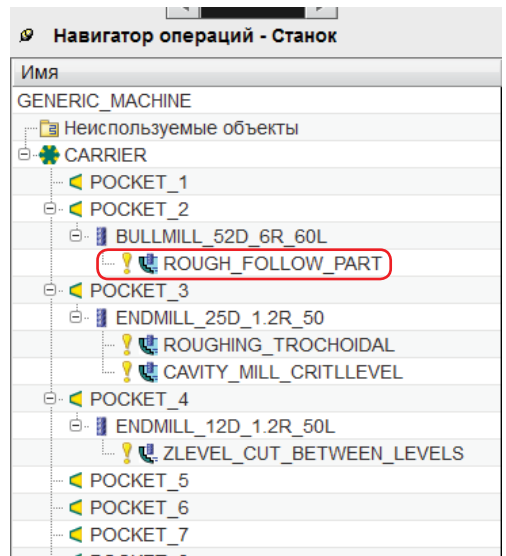 Навигатор операций - Станок
Имя
GENERIC_MACHINE
Неиспользуемые объекты
CARRIER
POCKET_1
POCKET_2
BULLMILL_52D_6R_60L
ROUGH_FOLLOW_PART
POCKET_3
ENDMILL_25D_1.2R_50
ROUGHING_TROCHOIDAL
CAVITY_MILL_CRITLLEVEL
POCKET_4
ENDMILL_12D_1.2R_50L
ZLEVEL_CUT_BETWEEN_LEVELS
POCKET_5
POCKET_6
POCKET_7